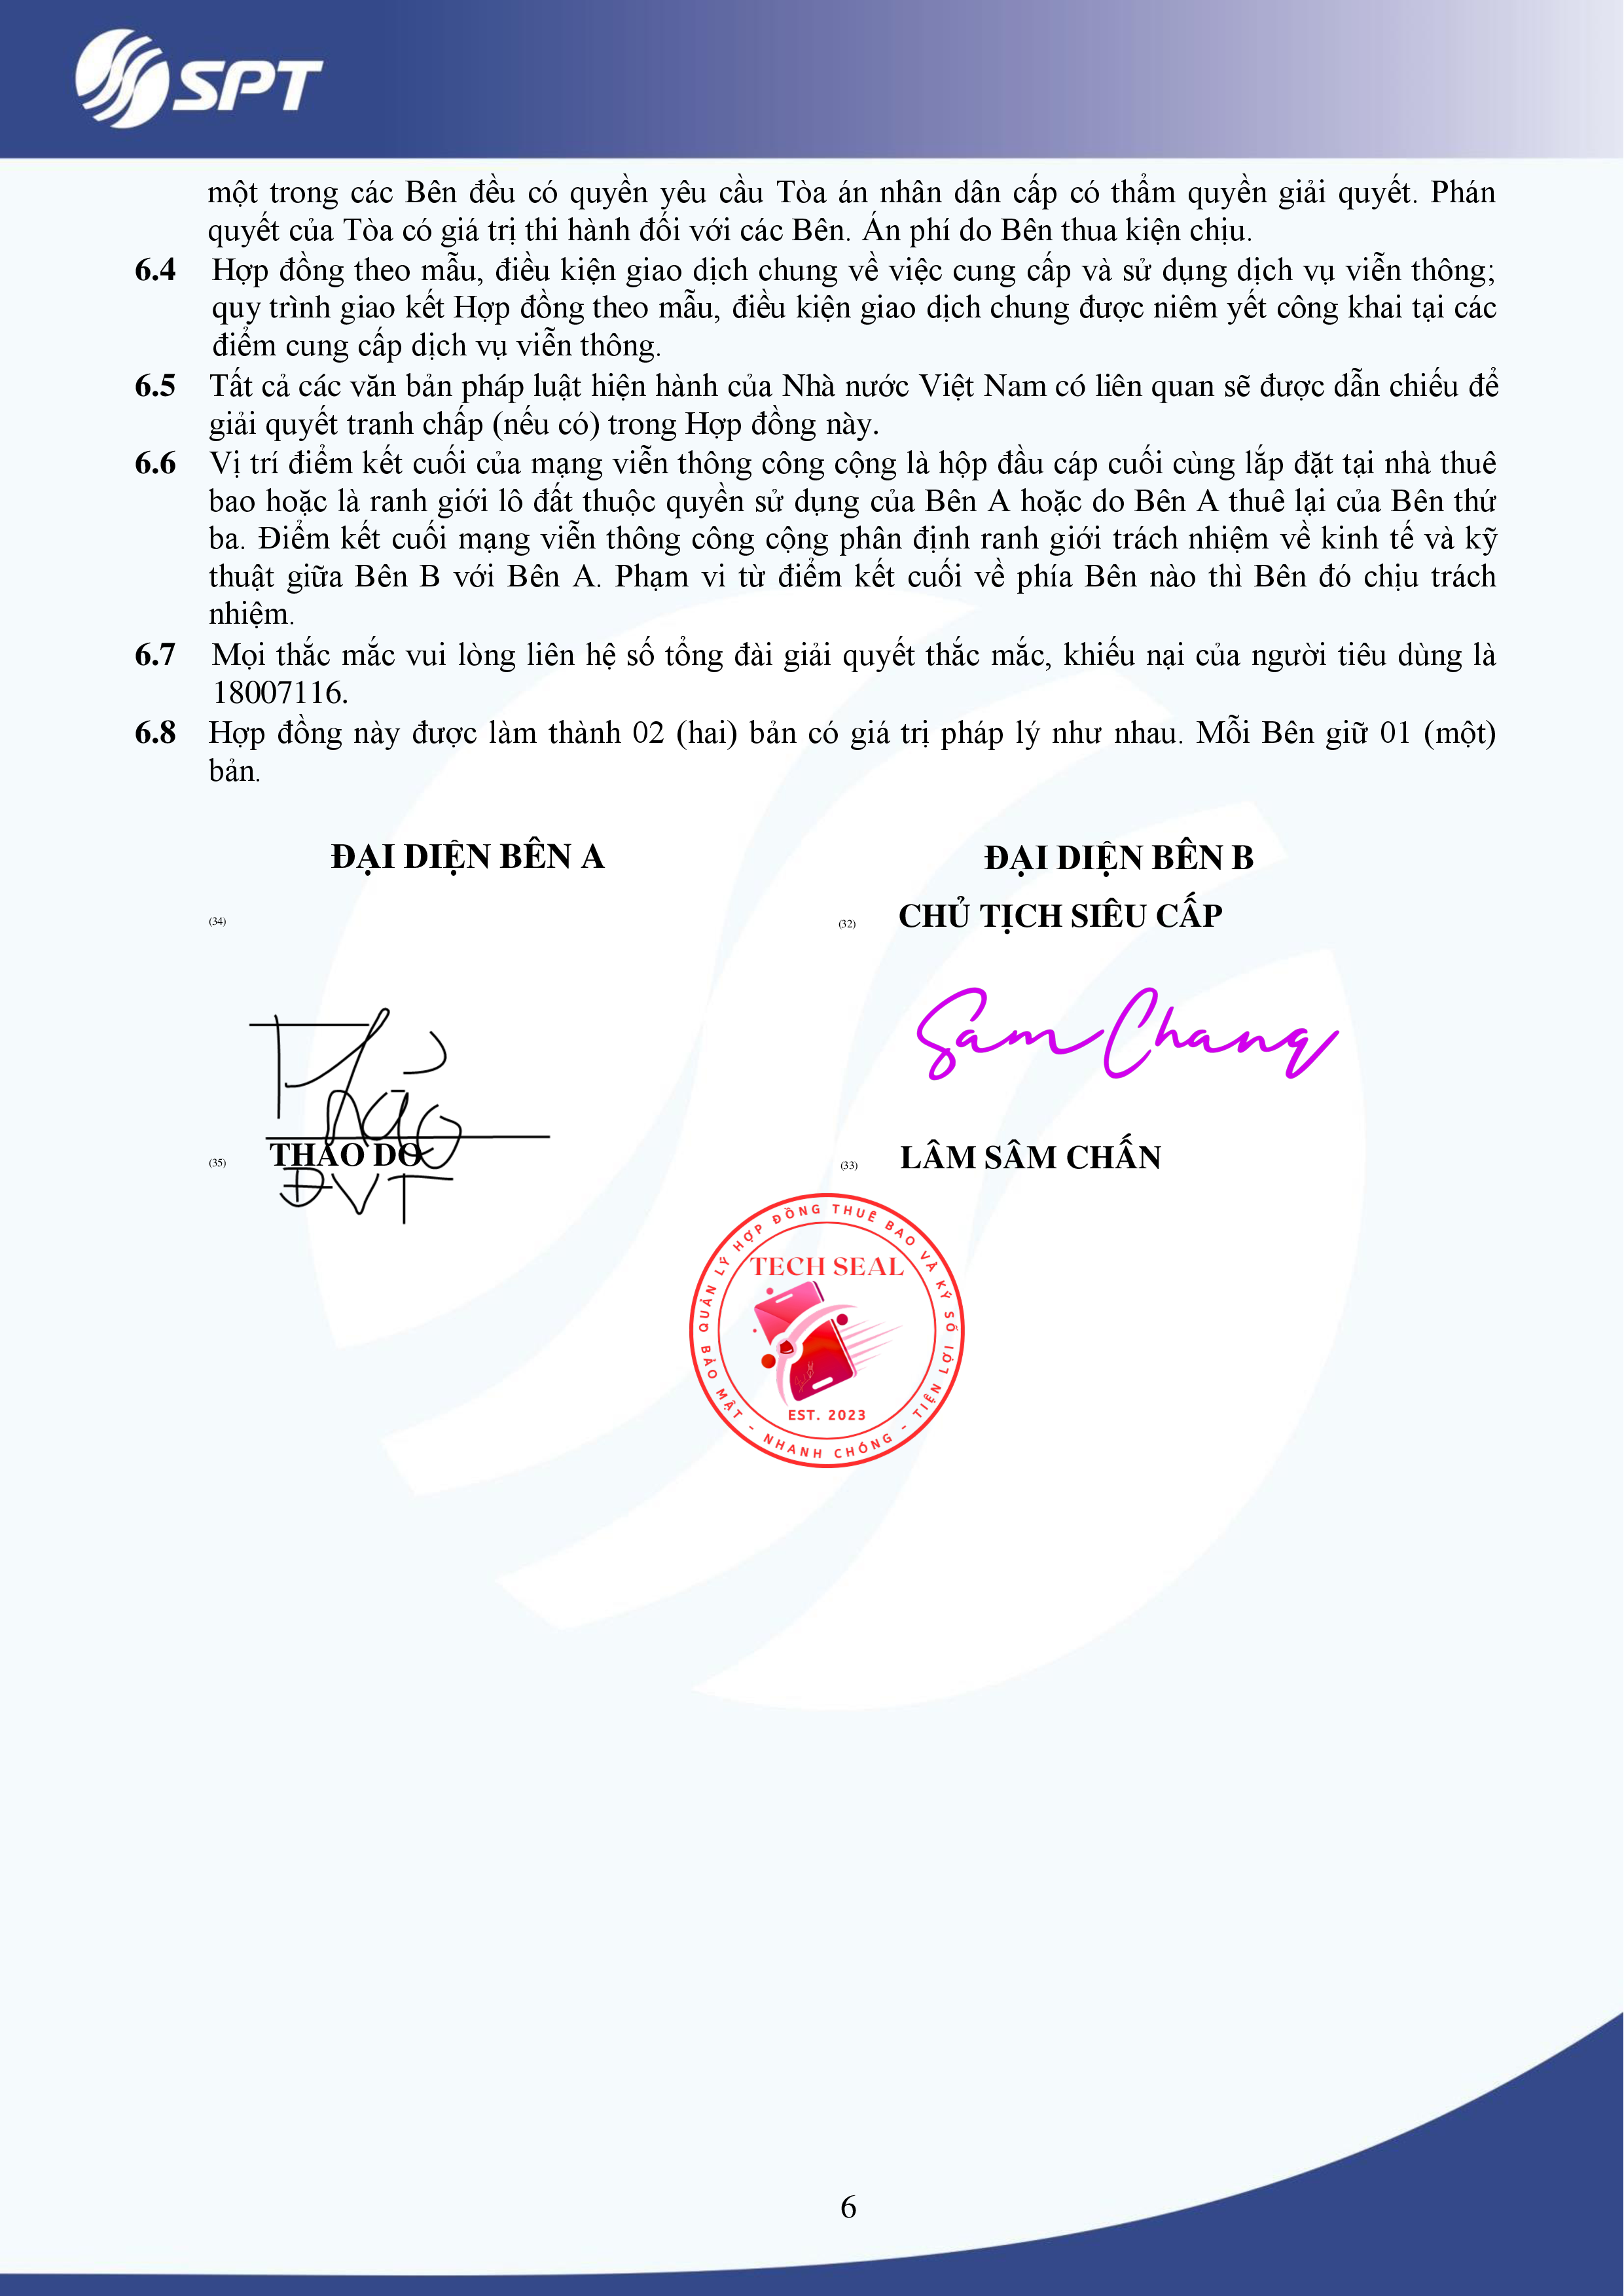 SPT
một trong các Bên đều có quyền yêu cầu Tòa án nhân dân cấp có thẩm quyền giải quyết. Phán
quyết của Tòa có giá trị thi hành đối với các Bên. Án phí do Bên thua kiện chịu.
6.4 Hợp đồng theo mẫu, điều kiện giao dịch chung về việc cung cấp và sử dụng dịch vụ viễn thông;
quy trình giao kết Hợp đồng theo mẫu, điều kiện giao dịch chung được niêm yết công khai tại các
điểm cung cấp dịch vụ viễn thông.
6.5 Tất cả các văn bản pháp luật hiện hành của Nhà nước Việt Nam có liên quan sẽ được dẫn chiếu để
giải quyết tranh chấp (nếu có) trong Hợp đồng này.
6.6 Vị trí điểm kết cuối của mạng viễn thông công cộng là hộp đầu cáp cuối cùng lắp đặt tại nhà thuê
bao hoặc là ranh giới lô đất thuộc quyền sử dụng của Bên A hoặc do Bên A thuê lại của Bên thứ
ba. Điểm kết cuối mạng viễn thông công cộng phân định ranh giới trách nhiệm về kinh tế và kỹ
thuật giữa Bên B với Bên A. Phạm vi từ điểm kết cuối về phía Bên nào thì Bên đó chịu trách
nhiệm.
6.7 Mọi thắc mắc vui lòng liên hệ số tổng đài giải quyết thắc mắc, khiếu nại của người tiêu dùng là
18007116.
6.8 Hợp đồng này được làm thành 02 (hai) bản có giá trị pháp lý như nhau. Mỗi Bên giữ 01 (một)
bản.
ĐẠI DIỆN BÊN A
ĐẠI DIỆN BÊN B
(34)
(32) CHỦ TỊCH SIÊU CẤP
Thảo
Sam Chang
(35) THẢO DO
(33) LÂM SÂM CHẤN
ĐVT
QUẢN LÝ HỢP ĐỒNG THUÊ BAO VÀ KÝ SỐ
TECH SEAL
EST. 2023
BẢO MẬT - NHANH CHÓNG - TIỆN LỢI
6